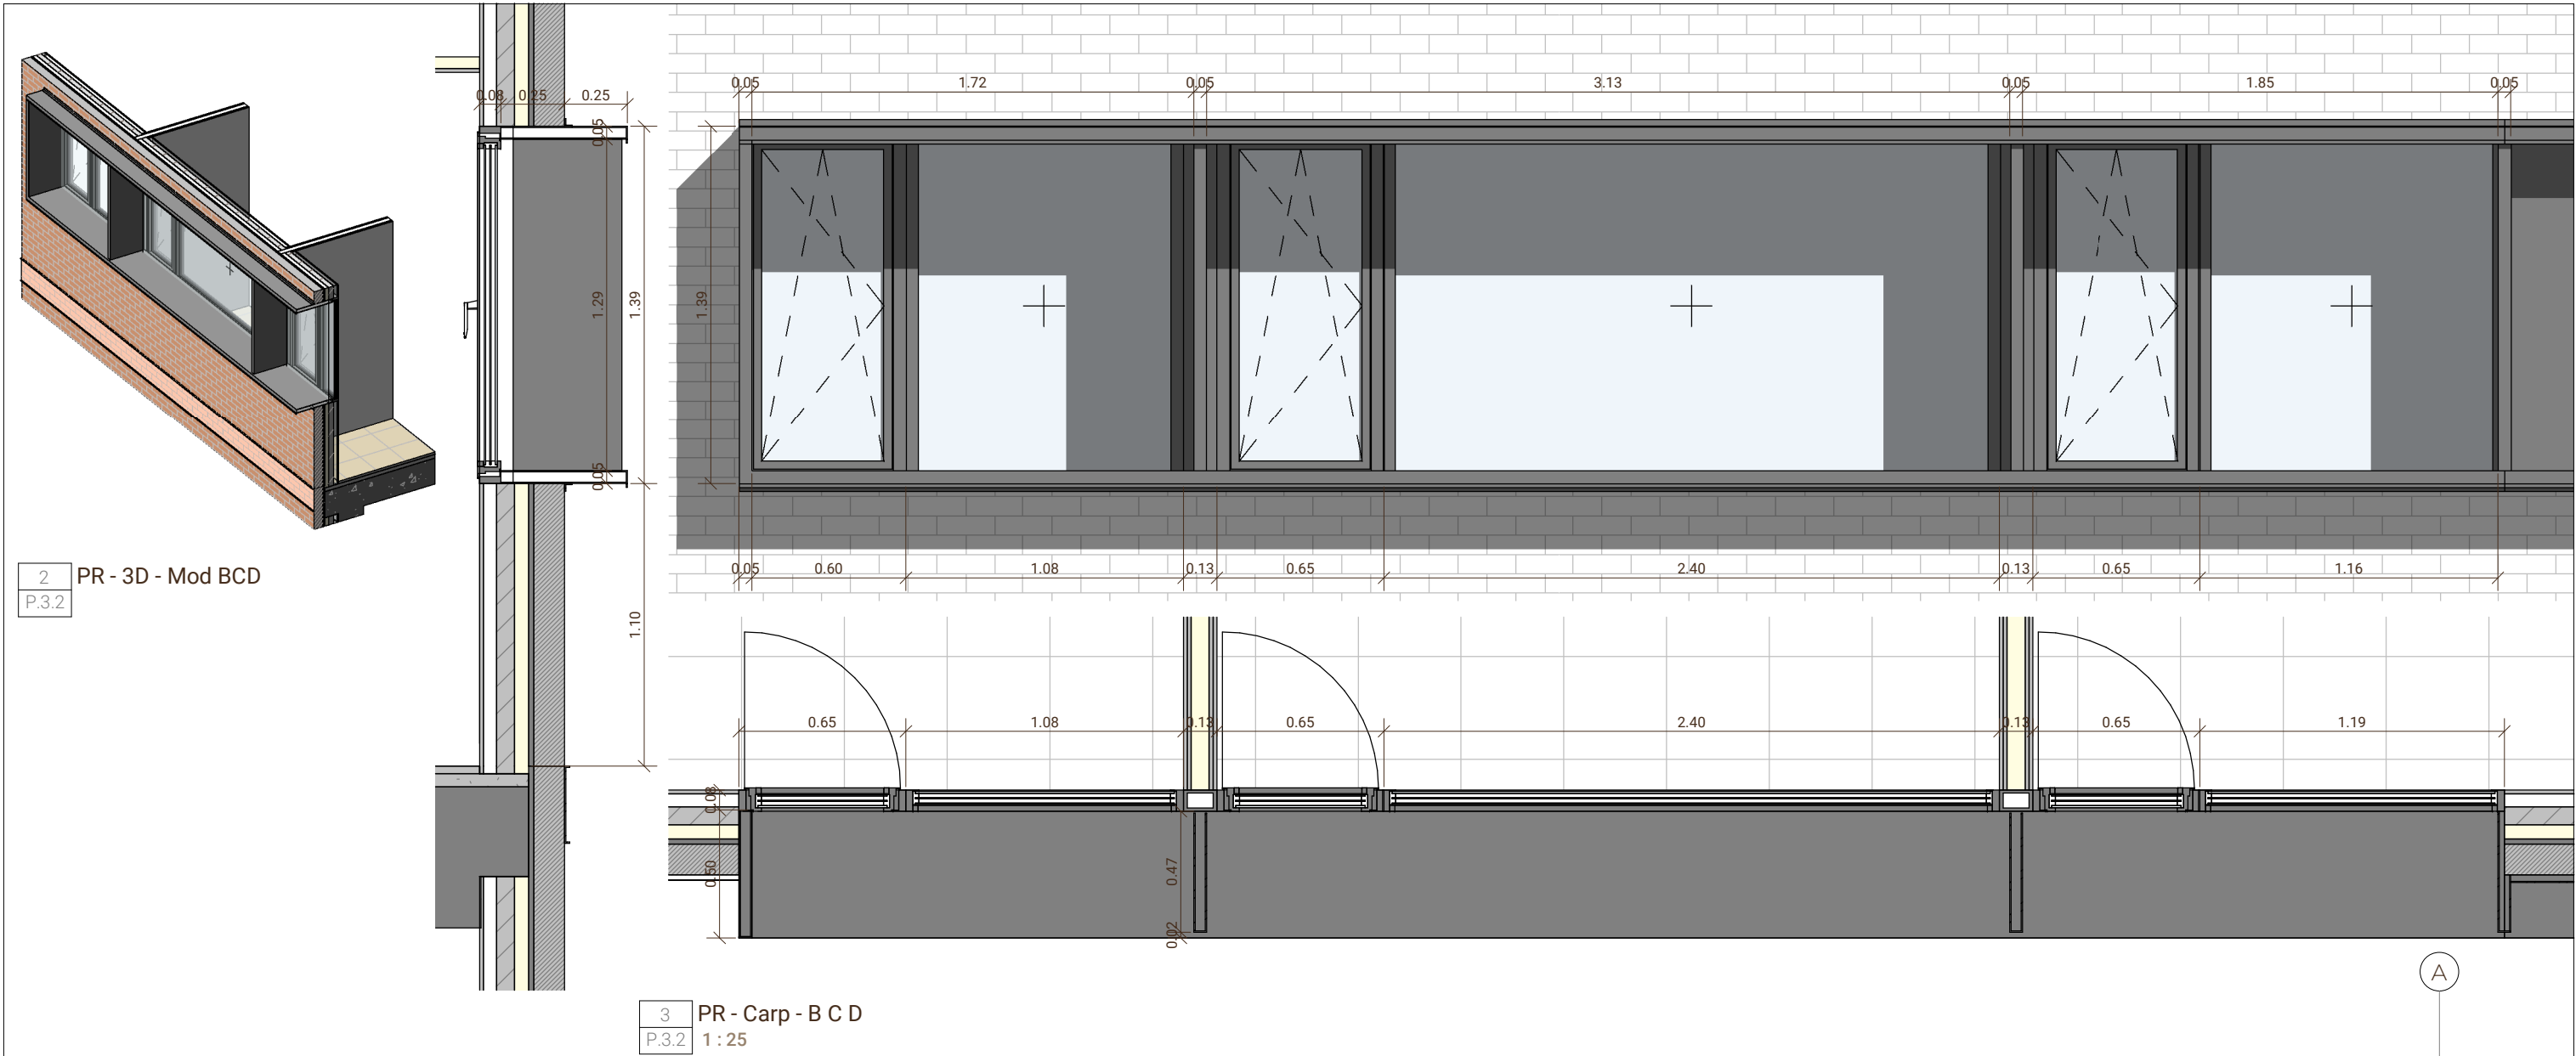 0.08 0.25 0.25
0.05
1.29
1.39
0.05
1.10
0.05 1.72 0.05 3.13 0.05 1.85 0.05
1.39
0.05 0.60 1.08 0.13 0.65 2.40 0.13 0.65 1.16
0.65 1.08 0.13 0.65 2.40 0.13 0.65 1.19
0.08
0.50
0.47
0.02
2 PR - 3D - Mod BCD
P.3.2
A
3 PR - Carp - B C D
P.3.2 1 : 25